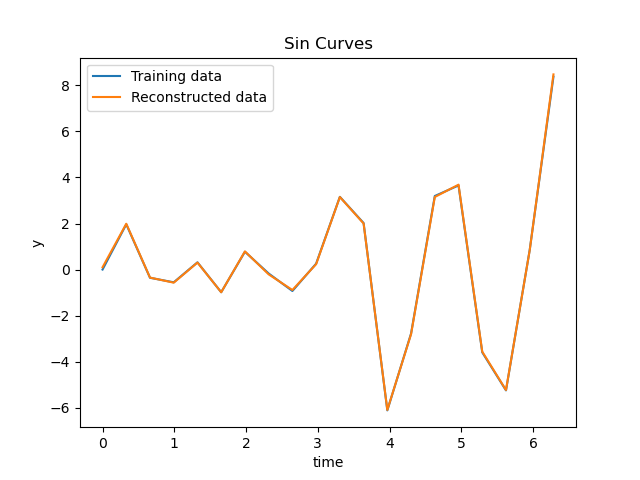 Sin Curves
Training data
Reconstructed data
8
6
4
2
0
−2
−4
−6
y
0 1 2 3 4 5 6
time